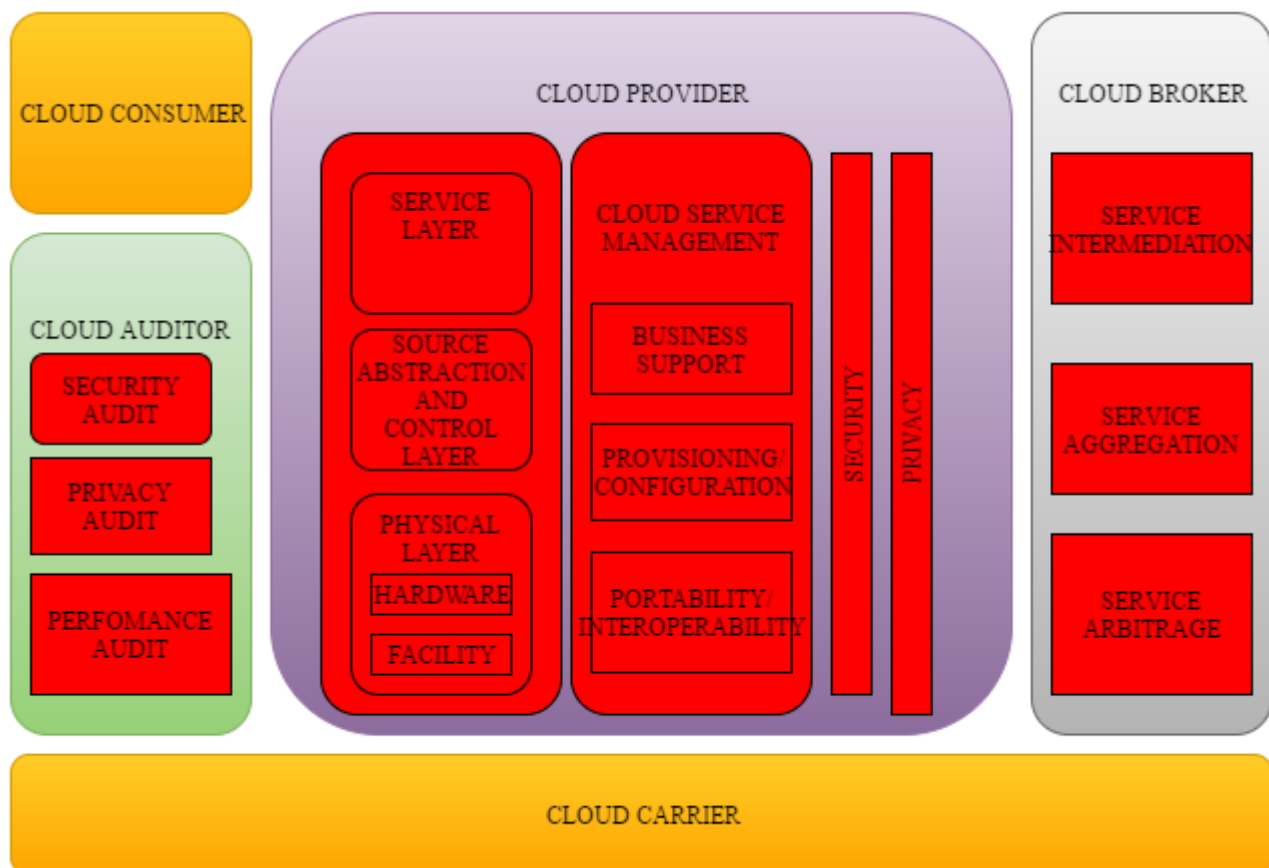 CLOUD CONSUMER
CLOUD AUDITOR
SECURITY
AUDIT
PRIVACY
AUDIT
PERFOMANCE
AUDIT
CLOUD PROVIDER
SERVICE
LAYER
SOURCE
ABSTRACTION
AND
CONTROL
LAYER
PHYSICAL
LAYER
HARDWARE
FACILITY
CLOUD SERVICE
MANAGEMENT
BUSINESS
SUPPORT
PROVISIONING/
CONFIGURATION
PORTABILITY/
INTEROPERABILITY
SECURITY
PRIVACY
CLOUD BROKER
SERVICE
INTERMEDIATION
SERVICE
AGGREGATION
SERVICE
ARBITRAGE
CLOUD CARRIER